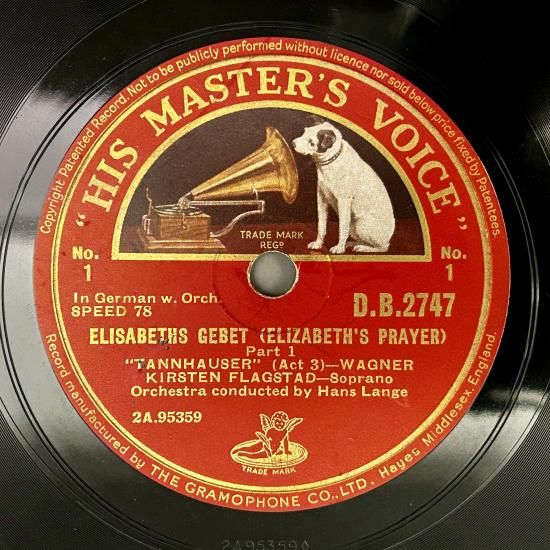 Copyright Patented Record. Not to be publicly performed without licence nor sold below price fixed by Patentees.
"HIS MASTER'S VOICE"
TRADE MARK
REGD
No.
1
No.
1
In German w. Orch.
SPEED 78
D.B.2747
ELISABETHS GEBET (ELIZABETH'S PRAYER)
Part 1
"TANNHAUSER" (Act 3)—WAGNER
KIRSTEN FLAGSTAD—Soprano
Orchestra conducted by Hans Lange
2A.95359
TRADE MARK
Record manufactured by THE GRAMOPHONE CO., LTD. Hayes Middlesex, England.
2A95359A